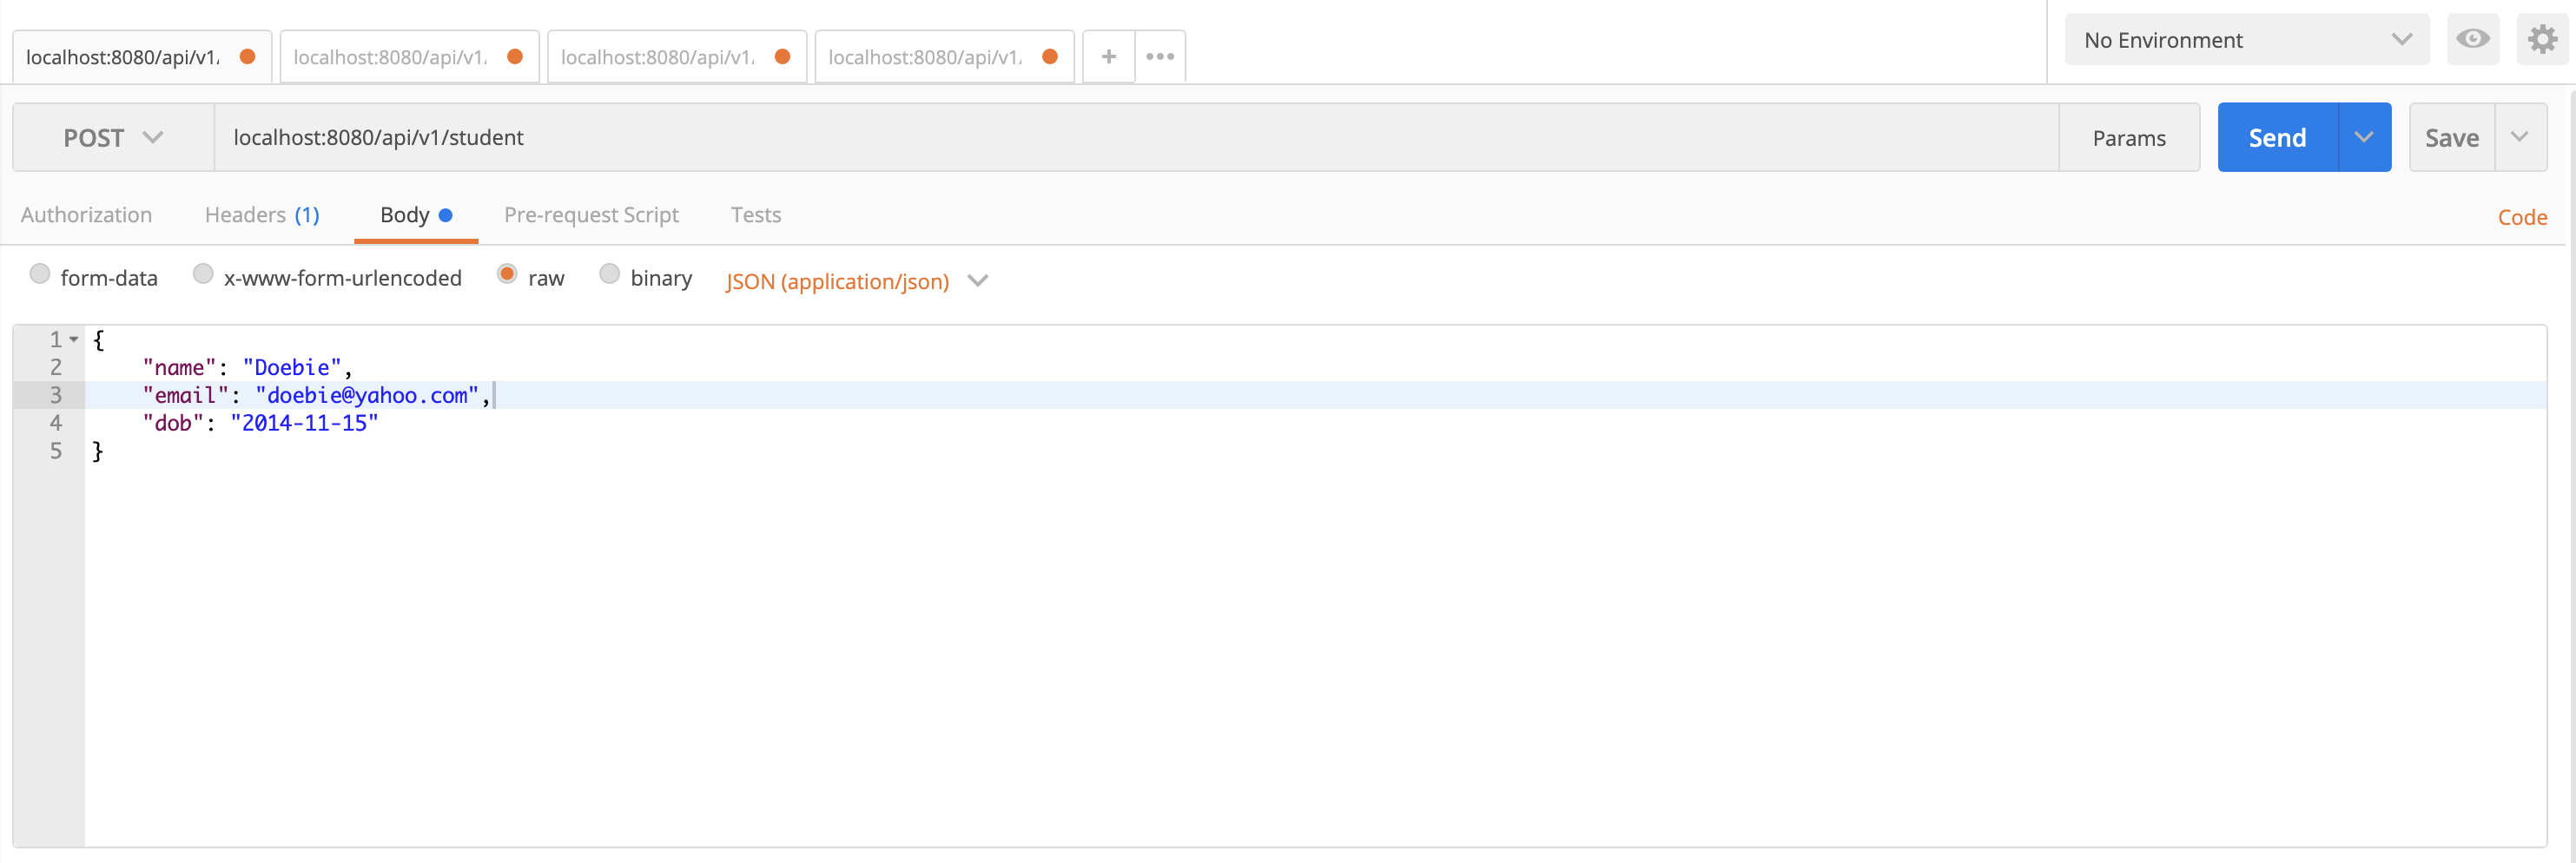 localhost:8080/api/v1/ localhost:8080/api/v1/ localhost:8080/api/v1/ localhost:8080/api/v1/ + ••• No Environment
POST localhost:8080/api/v1/student Params Send Save
Authorization Headers (1) Body Pre-request Script Tests Code
form-data x-www-form-urlencoded raw binary JSON (application/json)
1 {
2 "name": "Doebie",
3 "email": "doebie@yahoo.com",
4 "dob": "2014-11-15"
5 }